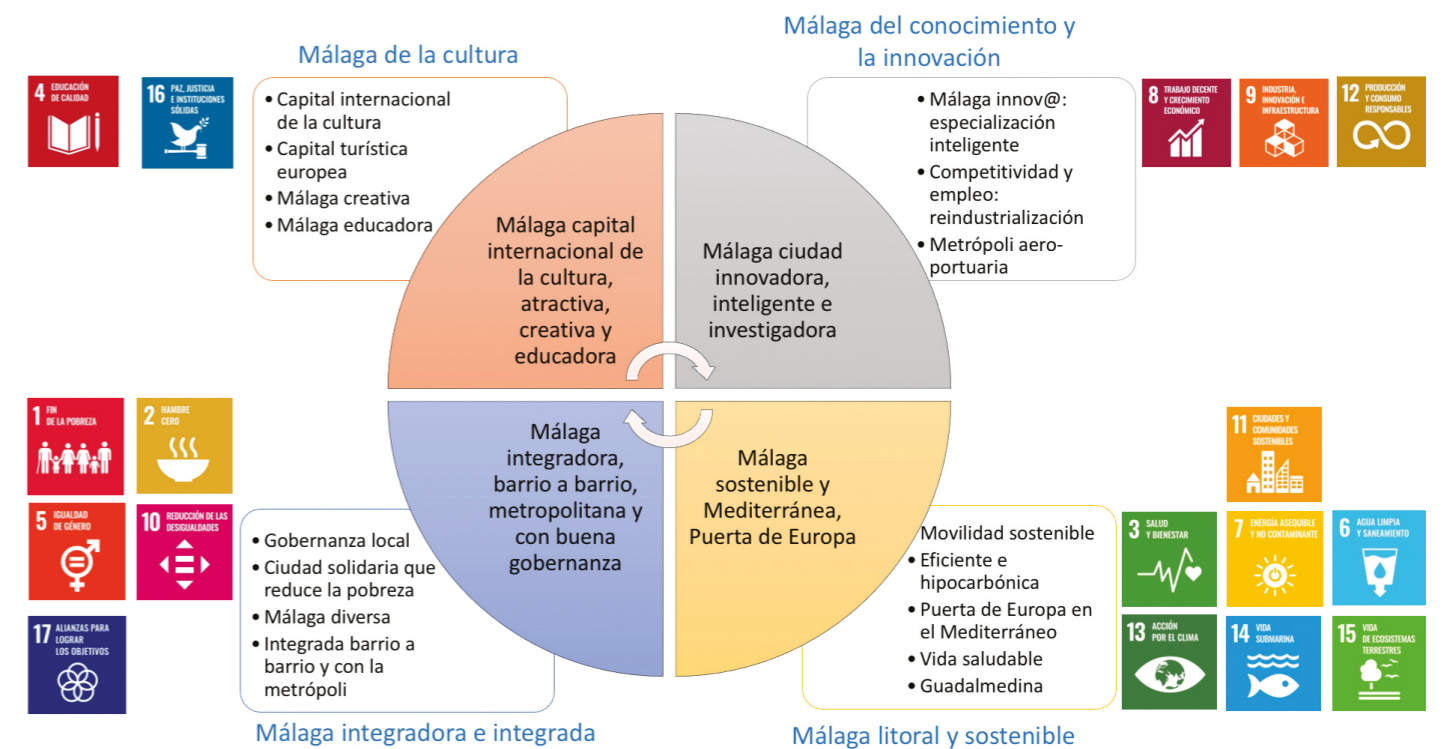 Málaga de la cultura
4 EDUCACIÓN
DE CALIDAD
16 PAZ, JUSTICIA
E INSTITUCIONES
SÓLIDAS
• Capital internacional
de la cultura
• Capital turística
europea
• Málaga creativa
• Málaga educadora
Málaga capital
internacional de
la cultura,
atractiva,
creativa y
educadora
Málaga del conocimiento y
la innovación
• Málaga innov@:
especialización
inteligente
• Competitividad y
empleo:
reindustrialización
• Metrópoli aero-
portuaria
8 TRABAJO DECENTE
Y CRECIMIENTO
ECONÓMICO
9 INDUSTRIA,
INNOVACIÓN E
INFRAESTRUCTURA
12 PRODUCCIÓN
Y CONSUMO
RESPONSABLES
Málaga ciudad
innovadora,
inteligente e
investigadora
1 FIN
DE LA POBREZA
2 HAMBRE
CERO
5 IGUALDAD
DE GÉNERO
10 REDUCCIÓN DE LAS
DESIGUALDADES
17 ALIANZAS PARA
LOGRAR
LOS OBJETIVOS
• Gobernanza local
• Ciudad solidaria que
reduce la pobreza
• Málaga diversa
• Integrada barrio a
barrio y con la
metrópoli
Málaga
integradora,
barrio a barrio,
metropolitana y
con buena
gobernanza
Málaga integradora e integrada
Málaga
sostenible y
Mediterránea,
Puerta de Europa
Movilidad sostenible
• Eficiente e
hipocarbónica
• Puerta de Europa en
el Mediterráneo
• Vida saludable
• Guadalmedina
11 CIUDADES Y
COMUNIDADES
SOSTENIBLES
3 SALUD
Y BIENESTAR
7 ENERGÍA ASEQUIBLE
Y NO CONTAMINANTE
6 AGUA LIMPIA
Y SANEAMIENTO
13 ACCIÓN
POR EL CLIMA
14 VIDA
SUBMARINA
15 VIDA
DE ECOSISTEMAS
TERRESTRES
Málaga litoral y sostenible